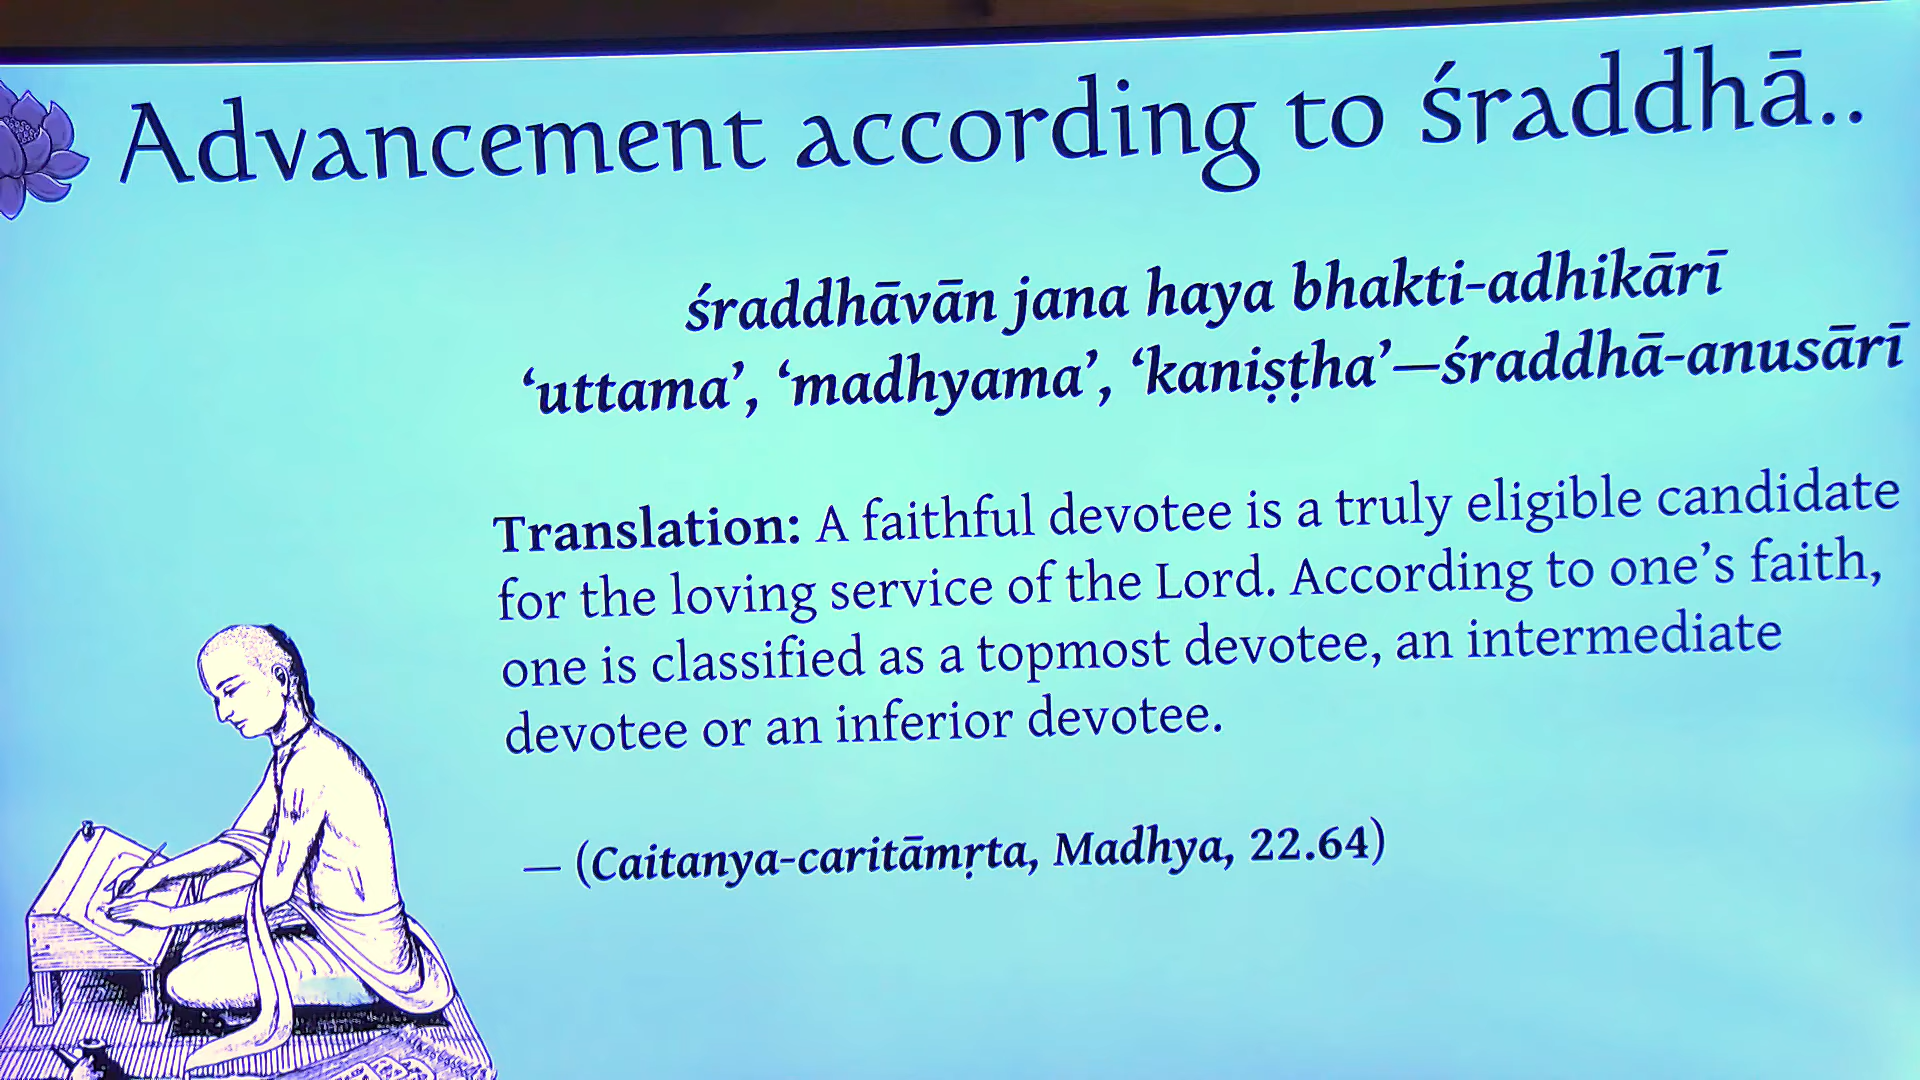 Advancement according to śraddhā..
śraddhāvān jana haya bhakti-adhikārī
‘uttama’, ‘madhyama’, ‘kaniṣṭha’—śraddhā-anusārī
Translation: A faithful devotee is a truly eligible candidate
for the loving service of the Lord. According to one’s faith,
one is classified as a topmost devotee, an intermediate
devotee or an inferior devotee.
— (Caitanya-caritāmṛta, Madhya, 22.64)